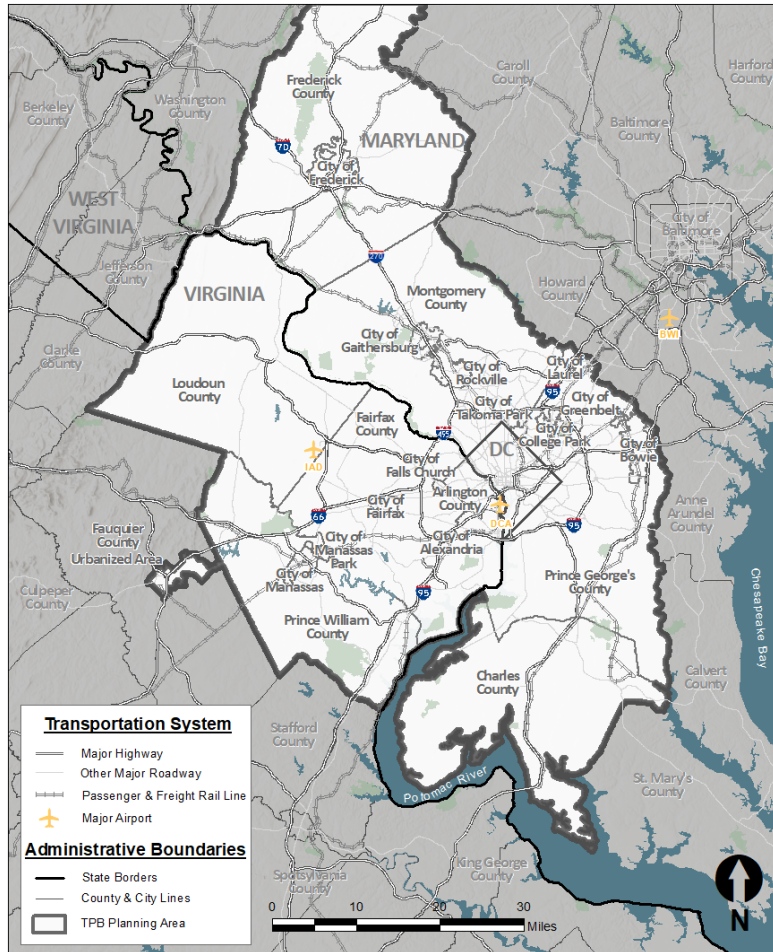 Frederick
County
Caroll
County
Harford
County
Berkeley
County
Washington
County
Baltimore
County
70
MARYLAND
City of
Frederick
WEST
VIRGINIA
City of
Baltimore
Jefferson
County
270
Howard
County
VIRGINIA
Montgomery
County
BWI
City of
Gaithersburg
Clarke
County
City of
Rockville
City of
Laurel
Loudoun
County
95
City of
Takoma Park
City of
Greenbelt
Fairfax
County
495
City of
College Park
DC
City of
Bowie
IAD
City of
Falls Church
Arlington
County
DCA
Anne
Arundel
County
66
City of
Fairfax
95
Fauquier
County
Urbanized Area
City of
Manassas
Park
City of
Alexandria
City of
Manassas
Prince George's
County
Culpeper
County
95
Chesapeake Bay
Prince William
County
Charles
County
Calvert
County
Stafford
County
Potomac River
St. Mary's
County
King George
County
Spotsylvania
County
Transportation System
Major Highway
Other Major Roadway
Passenger & Freight Rail Line
Major Airport
Administrative Boundaries
State Borders
County & City Lines
TPB Planning Area
0 10 20 30
Miles
N